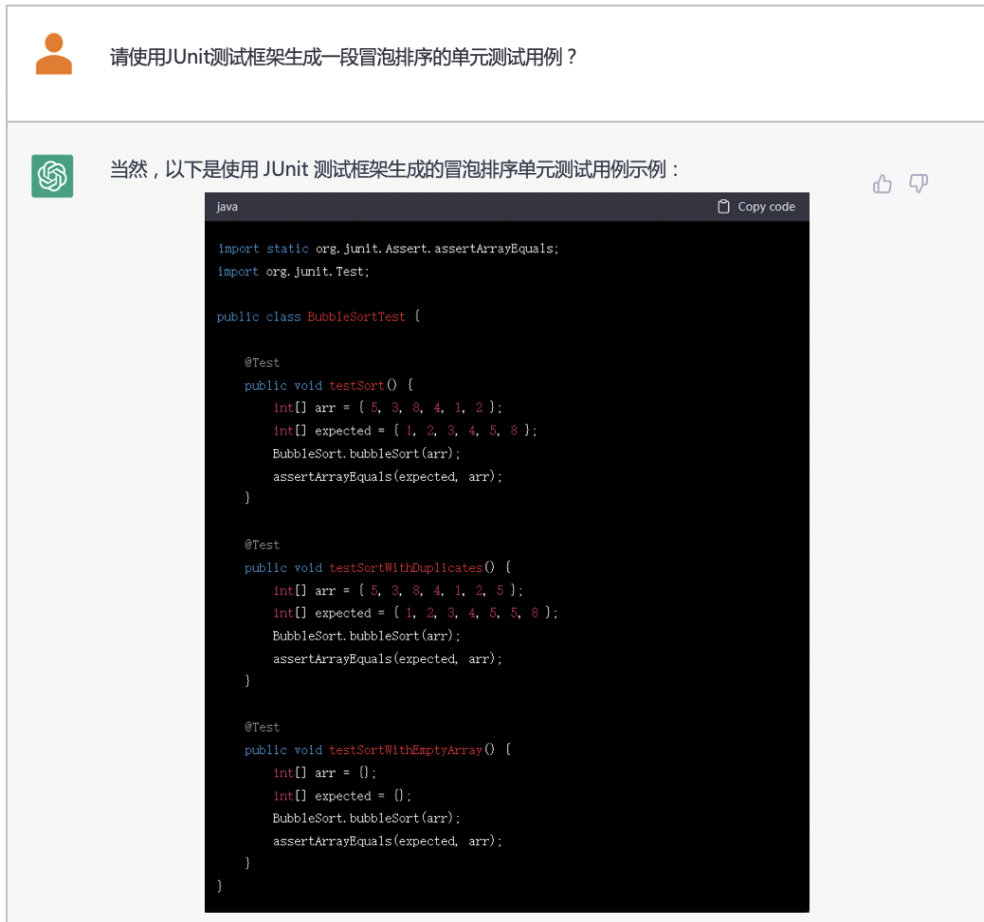 请使用JUnit测试框架生成一段冒泡排序的单元测试用例？
当然，以下是使用 JUnit 测试框架生成的冒泡排序单元测试用例示例：
java
Copy code
import static org.junit.Assert.assertArrayEquals;
import org.junit.Test;
public class BubbleSortTest {
@Test
public void testSort() {
int[] arr = { 5, 3, 8, 4, 1, 2 };
int[] expected = { 1, 2, 3, 4, 5, 8 };
BubbleSort.bubbleSort(arr);
assertArrayEquals(expected, arr);
}
@Test
public void testSortWithDuplicates() {
int[] arr = { 5, 3, 8, 4, 1, 2, 5 };
int[] expected = { 1, 2, 3, 4, 5, 5, 8 };
BubbleSort.bubbleSort(arr);
assertArrayEquals(expected, arr);
}
@Test
public void testSortWithEmptyArray() {
int[] arr = {};
int[] expected = {};
BubbleSort.bubbleSort(arr);
assertArrayEquals(expected, arr);
}
}